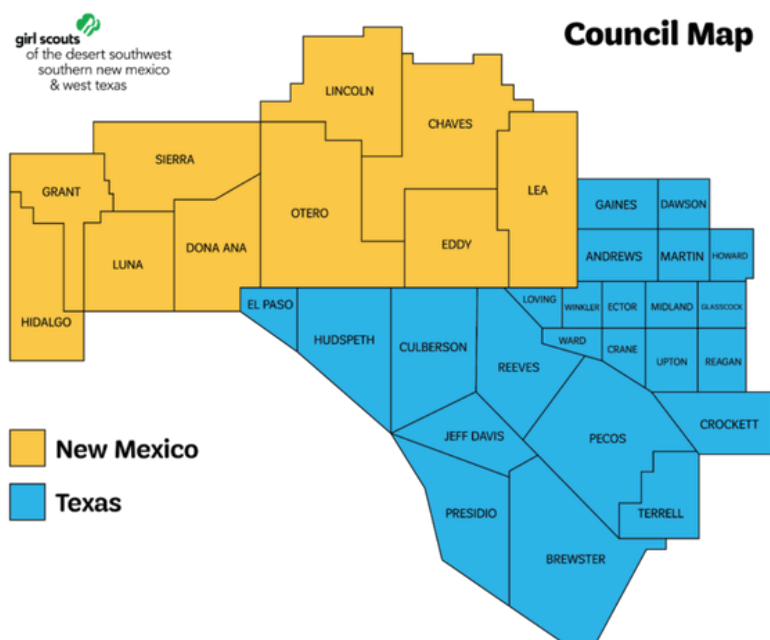 girl scouts
of the desert southwest
southern new mexico
& west texas
Council Map
LINCOLN
CHAVES
SIERRA
GRANT
LEA
OTERO
GAINES
DAWSON
DONA ANA
EDDY
LUNA
ANDREWS
MARTIN
HOWARD
HIDALGO
EL PASO
LOVING
WINKLER
ECTOR
MIDLAND
GLASSCOCK
HUDSPETH
CULBERSON
WARD
CRANE
REEVES
UPTON
REAGAN
CROCKETT
JEFF DAVIS
PECOS
New Mexico
Texas
PRESIDIO
TERRELL
BREWSTER